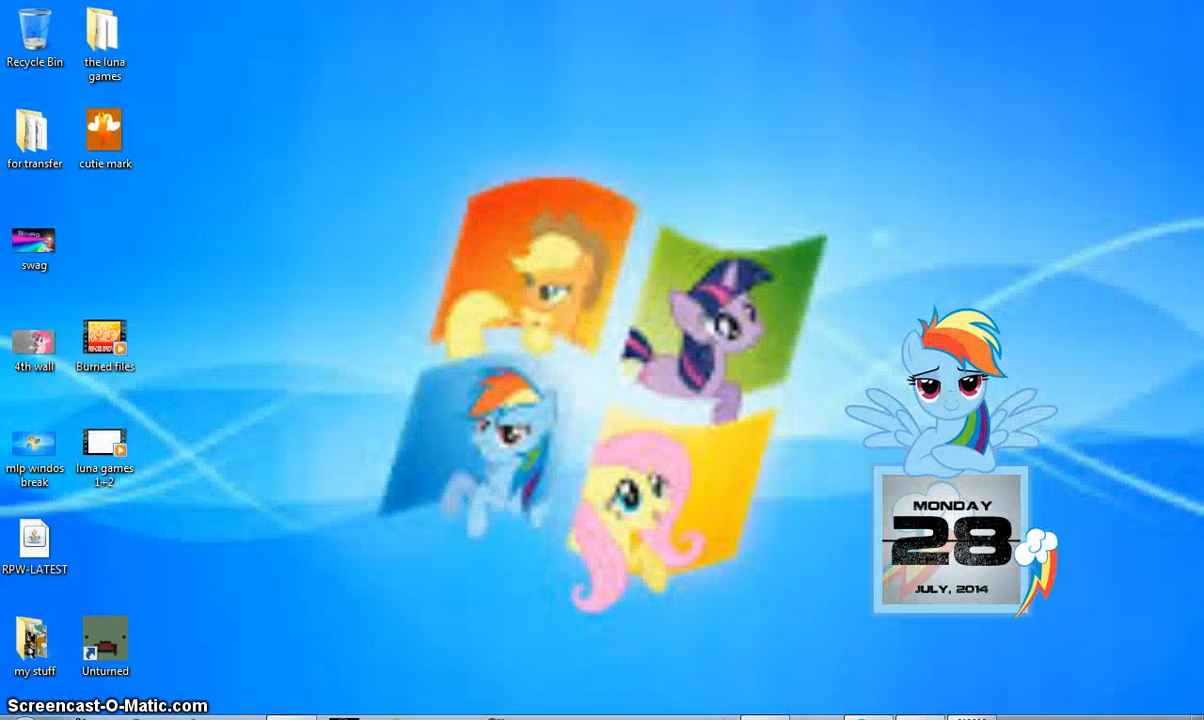 Recycle Bin
the luna
games
for transfer
cutie mark
swag
4th wall
Burried files
mlp windos
break
luna games
1+2
RPW-LATEST
my stuff
Unturned
MONDAY
28
JULY, 2014
Screencast-O-Matic.com